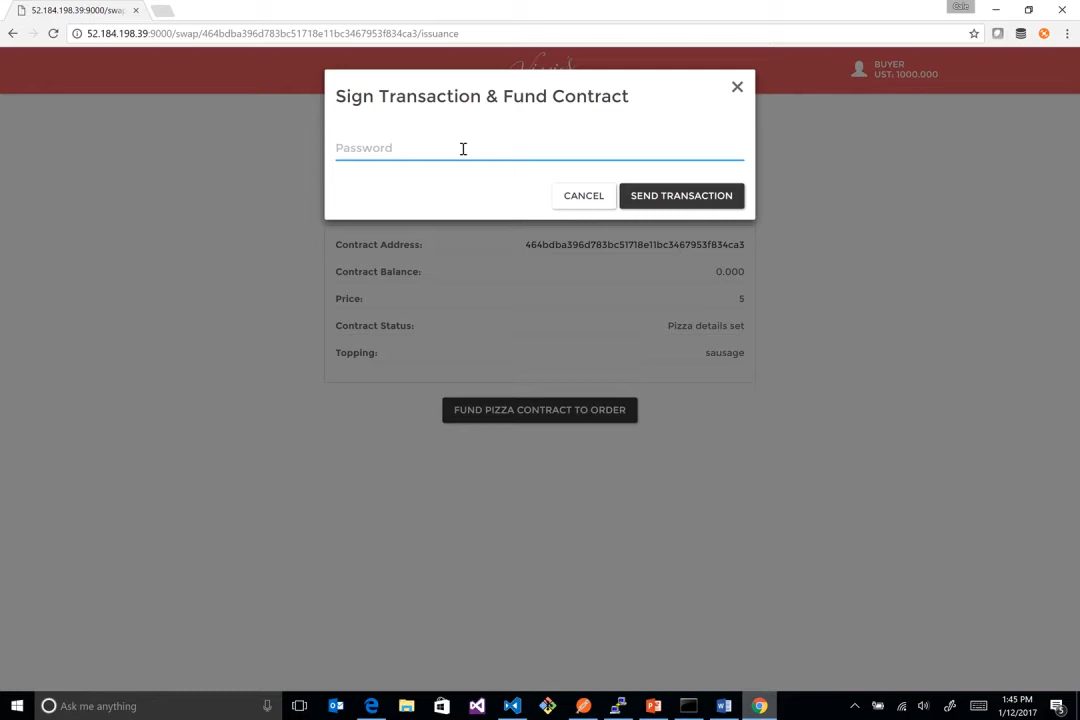 52.184.198.39:9000/swap
Cale
52.184.198.39:9000/swap/464bdba396d783bc51718e11bc3467953f834ca3/issuance
BUYER
UST: 1000.000
Sign Transaction & Fund Contract
Password
CANCEL
SEND TRANSACTION
Contract Address:
464bdba396d783bc51718e11bc3467953f834ca3
Contract Balance:
0.000
Price:
5
Contract Status:
Pizza details set
Topping:
sausage
FUND PIZZA CONTRACT TO ORDER
Ask me anything
1:45 PM
1/12/2017